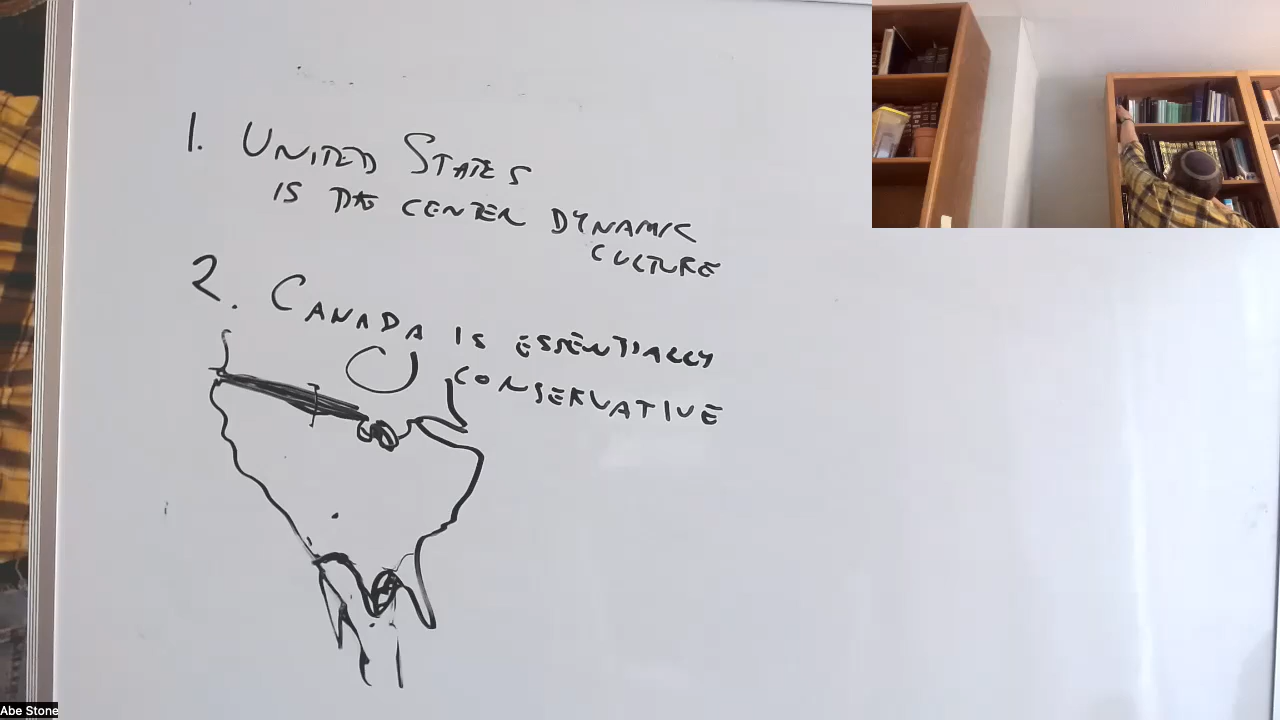 1. UNITED STATES
IS THE CENTER DYNAMIC
CULTURE
2. CANADA IS ESSENTIALLY
CONSERVATIVE
Abe Stone